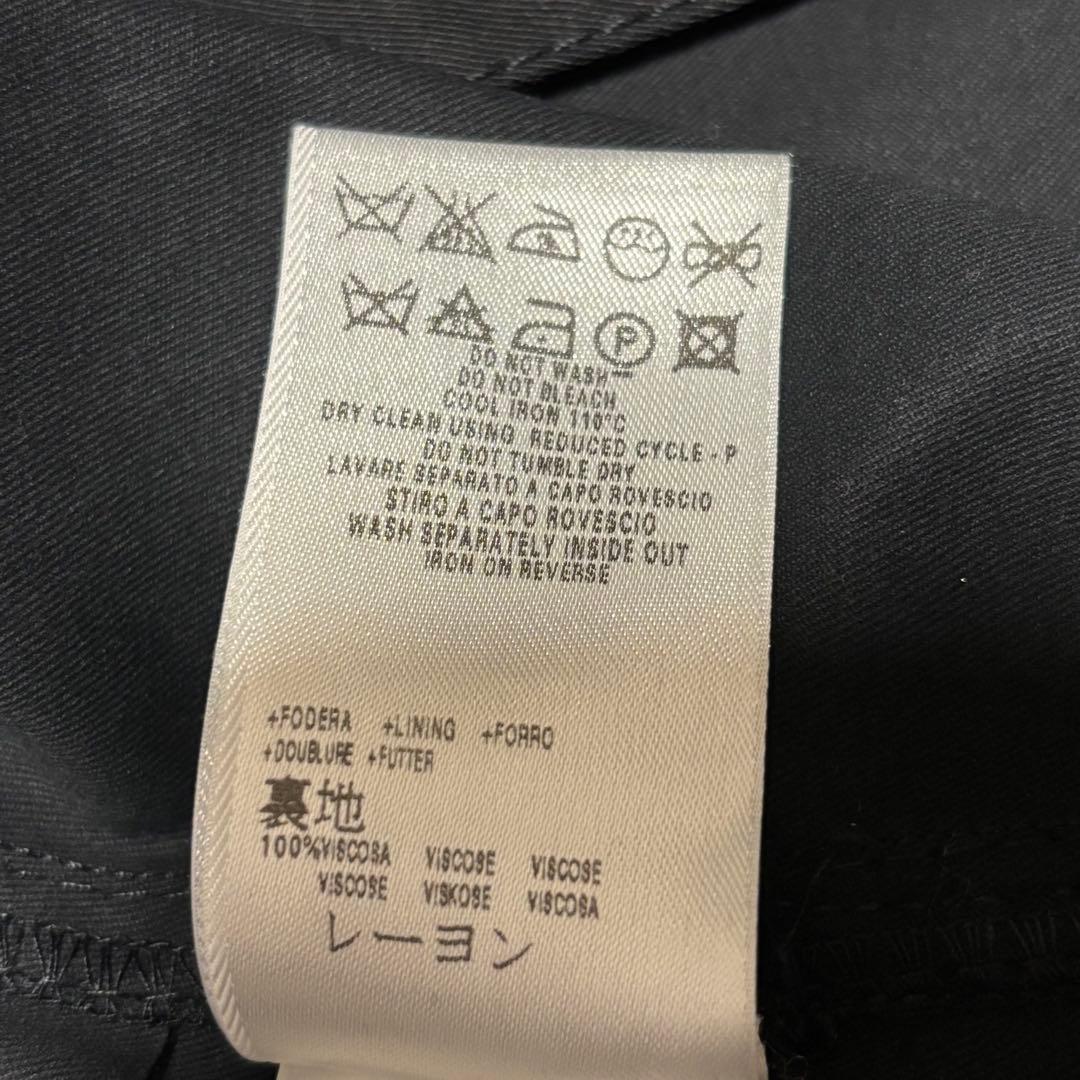 P
DO NOT WASH
DO NOT BLEACH
COOL IRON 110°C
DRY CLEAN USING REDUCED CYCLE - P
DO NOT TUMBLE DRY
LAVARE SEPARATO A CAPO ROVESCIO
STIRO A CAPO ROVESCIO
WASH SEPARATELY INSIDE OUT
IRON ON REVERSE
+FODERA +LINING +FORRO
+DOUBLURE +FUTTER
裏地
100%VISCOSA VISCOSE VISCOSE
VISCOSE VISKOSE VISCOSA
レーヨン